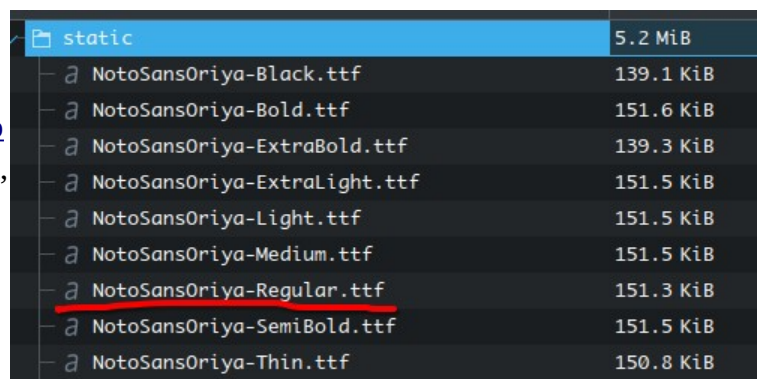 static 5.2 MiB
NotoSansOriya-Black.ttf 139.1 KiB
NotoSansOriya-Bold.ttf 151.6 KiB
NotoSansOriya-ExtraBold.ttf 139.3 KiB
NotoSansOriya-ExtraLight.ttf 151.5 KiB
NotoSansOriya-Light.ttf 151.5 KiB
NotoSansOriya-Medium.ttf 151.5 KiB
NotoSansOriya-Regular.ttf 151.3 KiB
NotoSansOriya-SemiBold.ttf 151.5 KiB
NotoSansOriya-Thin.ttf 150.8 KiB